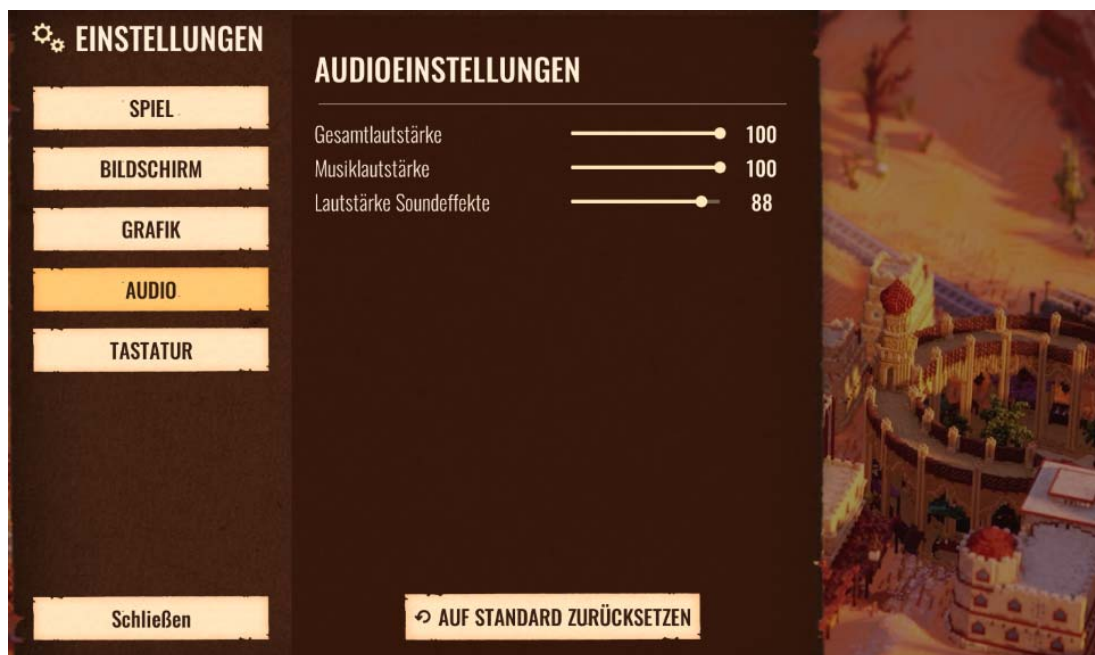 EINSTELLUNGEN
SPIEL
BILDSCHIRM
GRAFIK
AUDIO
TASTATUR
Schließen
AUDIOEINSTELLUNGEN
Gesamtlautstärke 100
Musiklautstärke 100
Lautstärke Soundeffekte 88
AUF STANDARD ZURÜCKSETZEN